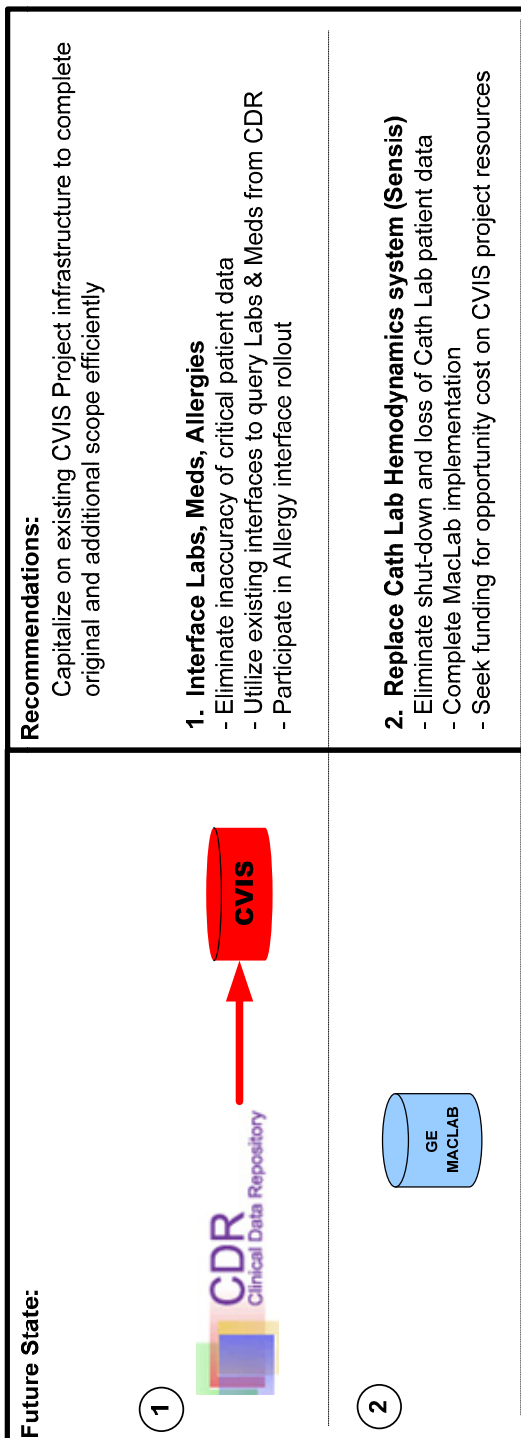 Future State:
1
CDR
Clinical Data Repository
CVIS
2
GE
MACLAB
Recommendations:
Capitalize on existing CVIS Project infrastructure to complete
original and additional scope efficiently
1. Interface Labs, Meds, Allergies
- Eliminate inaccuracy of critical patient data
- Utilize existing interfaces to query Labs & Meds from CDR
- Participate in Allergy interface rollout
2. Replace Cath Lab Hemodynamics system (Sensis)
- Eliminate shut-down and loss of Cath Lab patient data
- Complete MacLab implementation
- Seek funding for opportunity cost on CVIS project resources